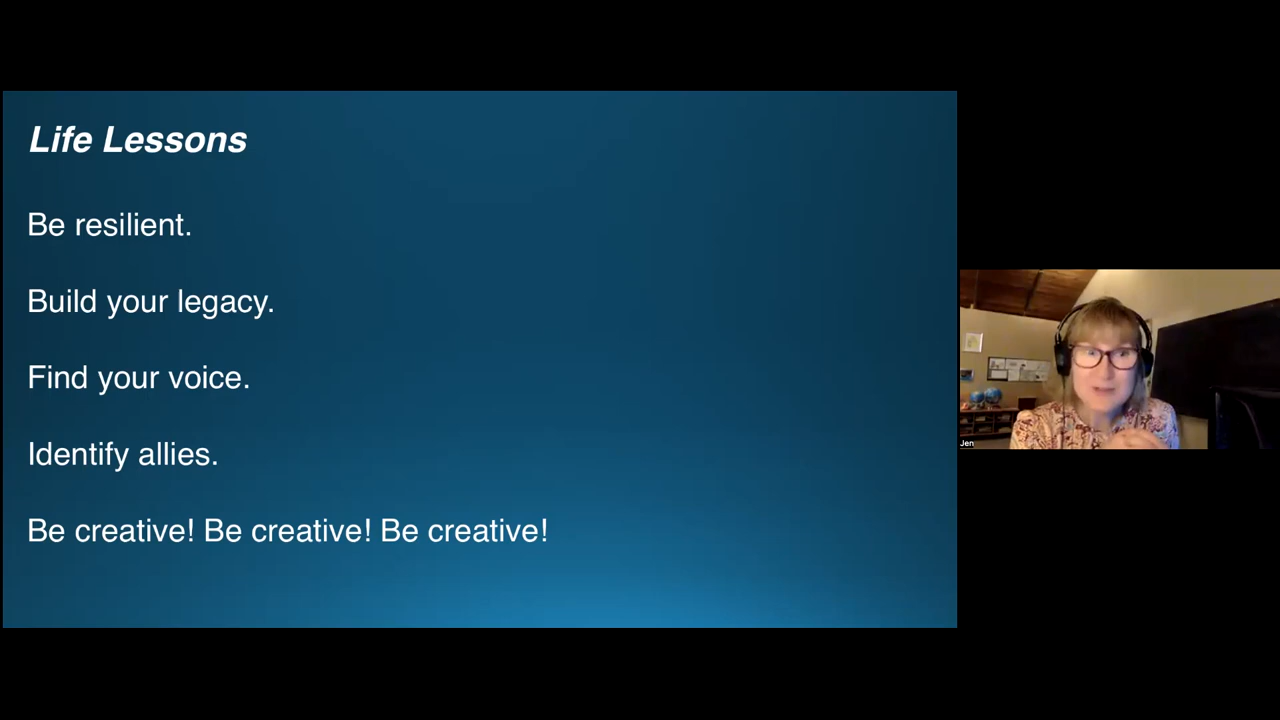 Life Lessons
Be resilient.
Build your legacy.
Find your voice.
Identify allies.
Be creative! Be creative! Be creative!
Jen